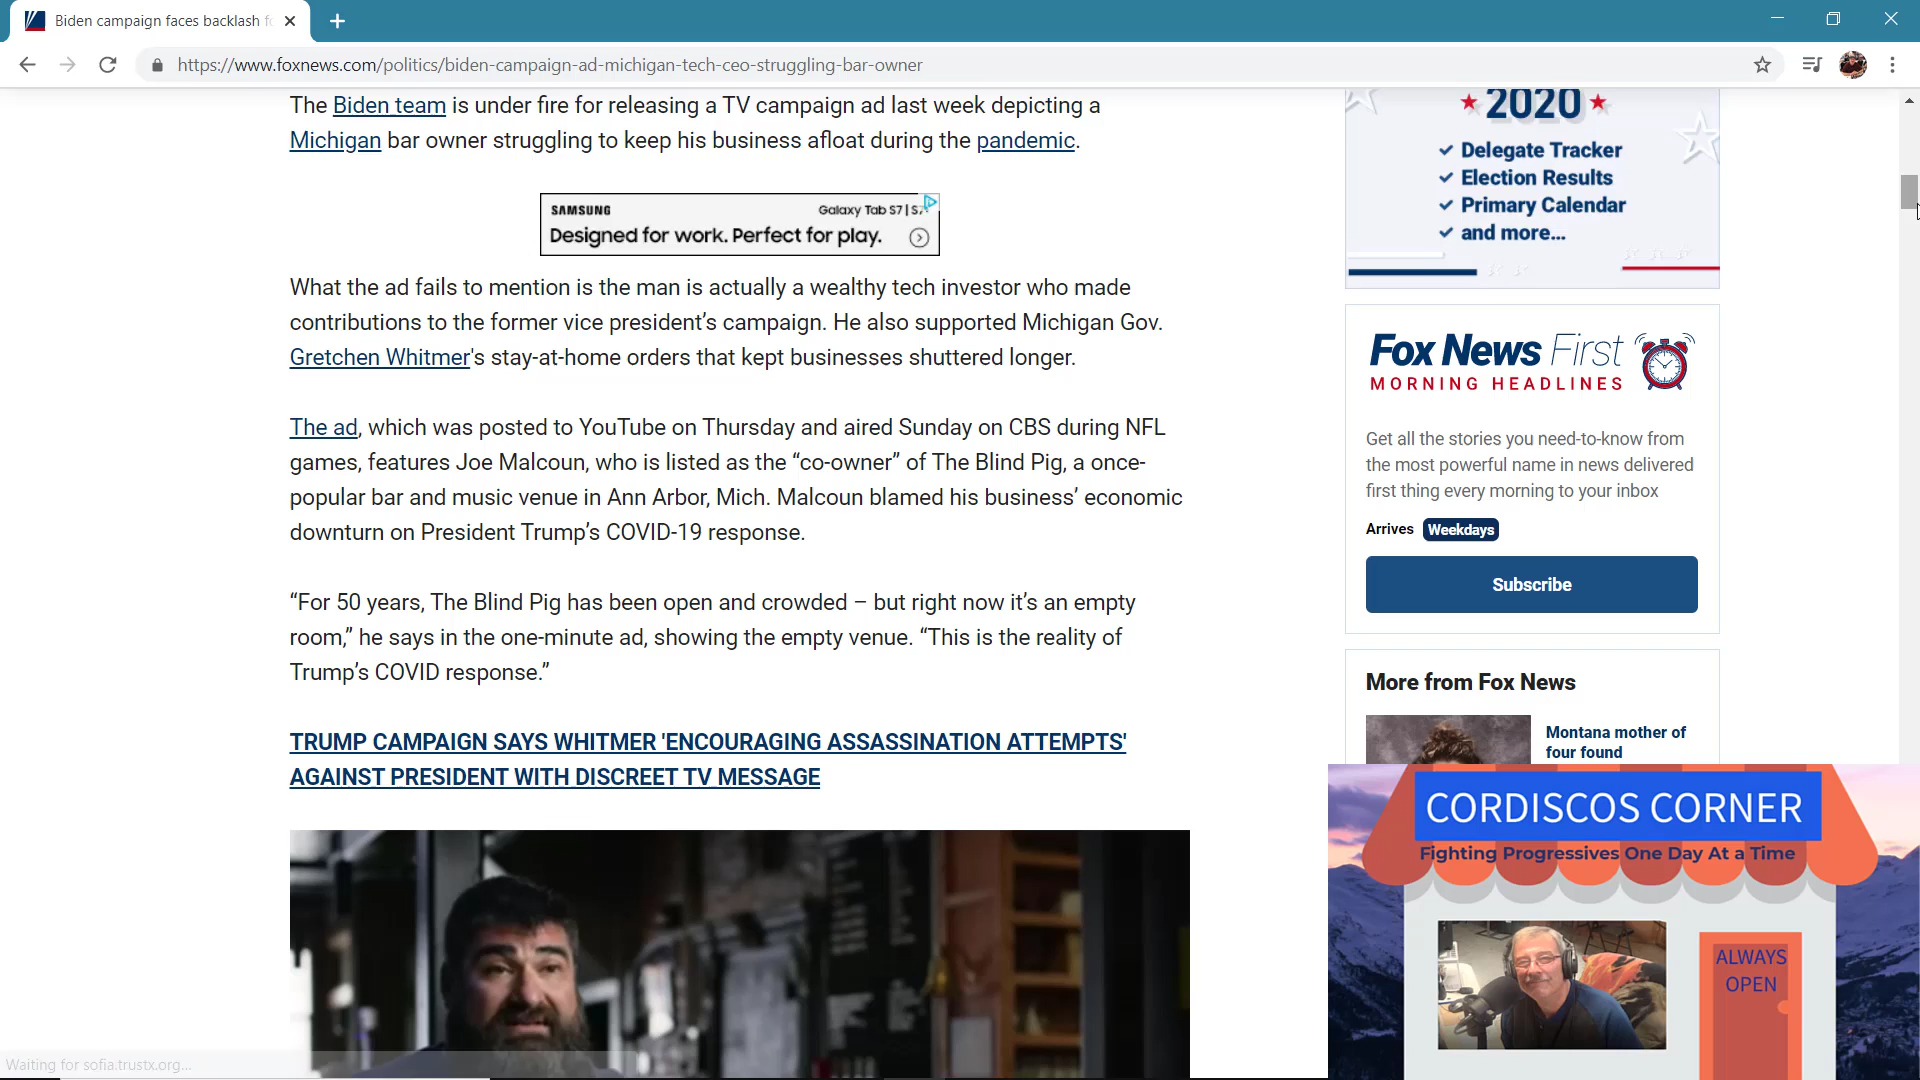 Biden campaign faces backlash f
https://www.foxnews.com/politics/biden-campaign-ad-michigan-tech-ceo-struggling-bar-owner
The Biden team is under fire for releasing a TV campaign ad last week depicting a
Michigan bar owner struggling to keep his business afloat during the pandemic.
SAMSUNG
Galaxy Tab S7 | S7
Designed for work. Perfect for play.
What the ad fails to mention is the man is actually a wealthy tech investor who made
contributions to the former vice president’s campaign. He also supported Michigan Gov.
Gretchen Whitmer's stay-at-home orders that kept businesses shuttered longer.
The ad, which was posted to YouTube on Thursday and aired Sunday on CBS during NFL
games, features Joe Malcoun, who is listed as the “co-owner” of The Blind Pig, a once-
popular bar and music venue in Ann Arbor, Mich. Malcoun blamed his business’ economic
downturn on President Trump’s COVID-19 response.
“For 50 years, The Blind Pig has been open and crowded – but right now it’s an empty
room,” he says in the one-minute ad, showing the empty venue. “This is the reality of
Trump’s COVID response.”
TRUMP CAMPAIGN SAYS WHITMER 'ENCOURAGING ASSASSINATION ATTEMPTS'
AGAINST PRESIDENT WITH DISCREET TV MESSAGE
Waiting for sofia.trustx.org...
2020
Delegate Tracker
Election Results
Primary Calendar
and more...
Fox News First
MORNING HEADLINES
Get all the stories you need-to-know from
the most powerful name in news delivered
first thing every morning to your inbox
Arrives Weekdays
Subscribe
More from Fox News
Montana mother of
four found
CORDISCOS CORNER
Fighting Progressives One Day At a Time
ALWAYS
OPEN